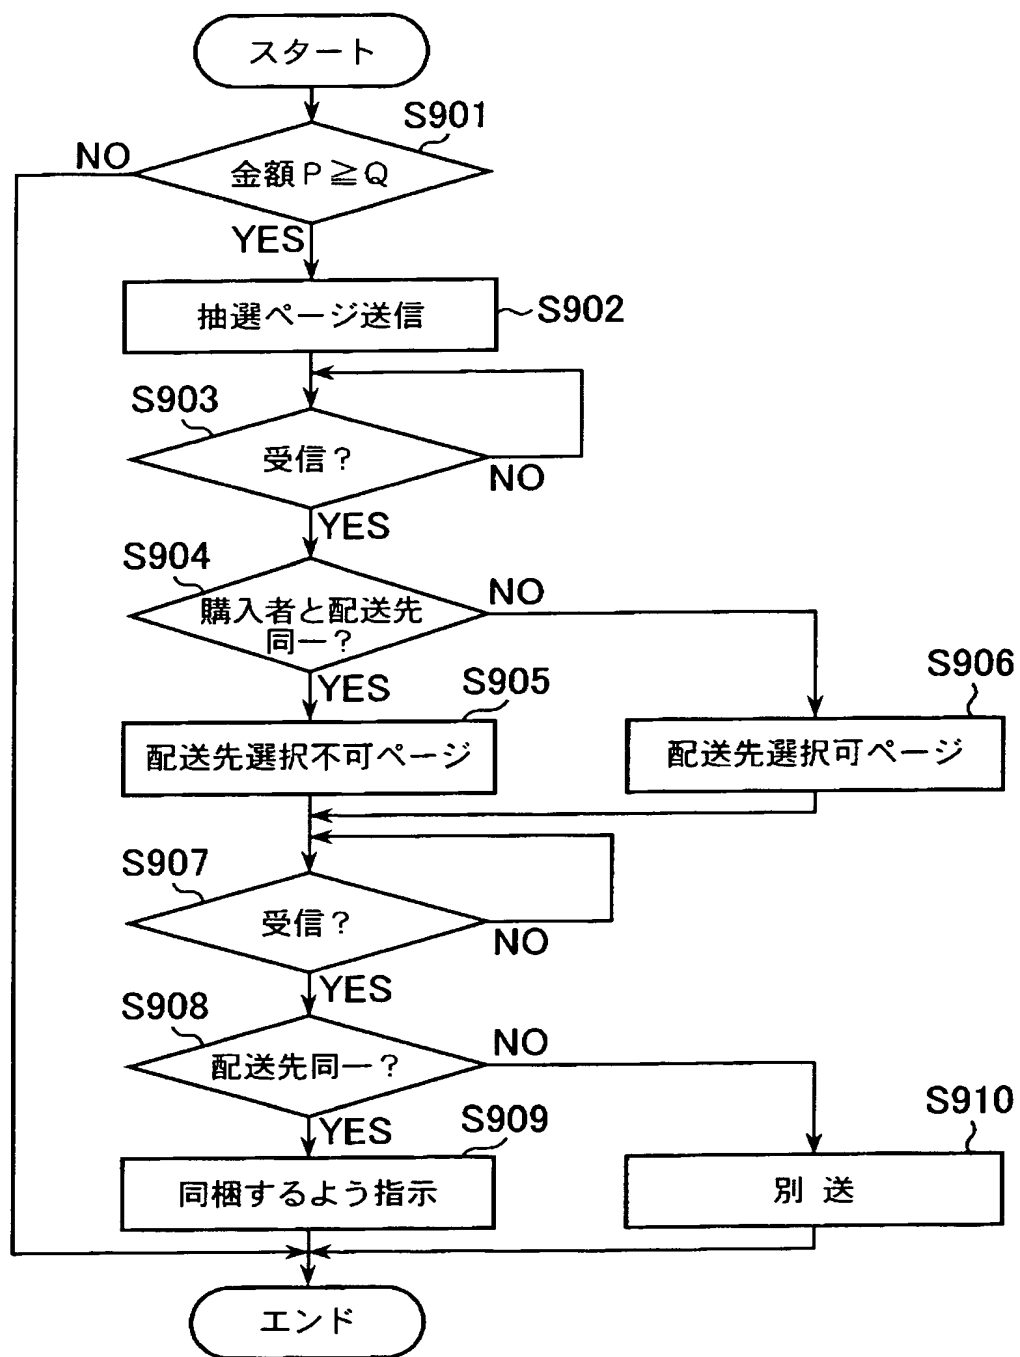 スタート
S901
NO
金額P≧Q
YES
抽選ページ送信
S902
S903
受信?
NO
YES
S904
購入者と配送先
同一?
NO
YES
S905
S906
配送先選択不可ページ
配送先選択可ページ
S907
受信?
NO
YES
S908
配送先同一?
NO
YES
S909
S910
同梱するよう指示
別 送
エンド